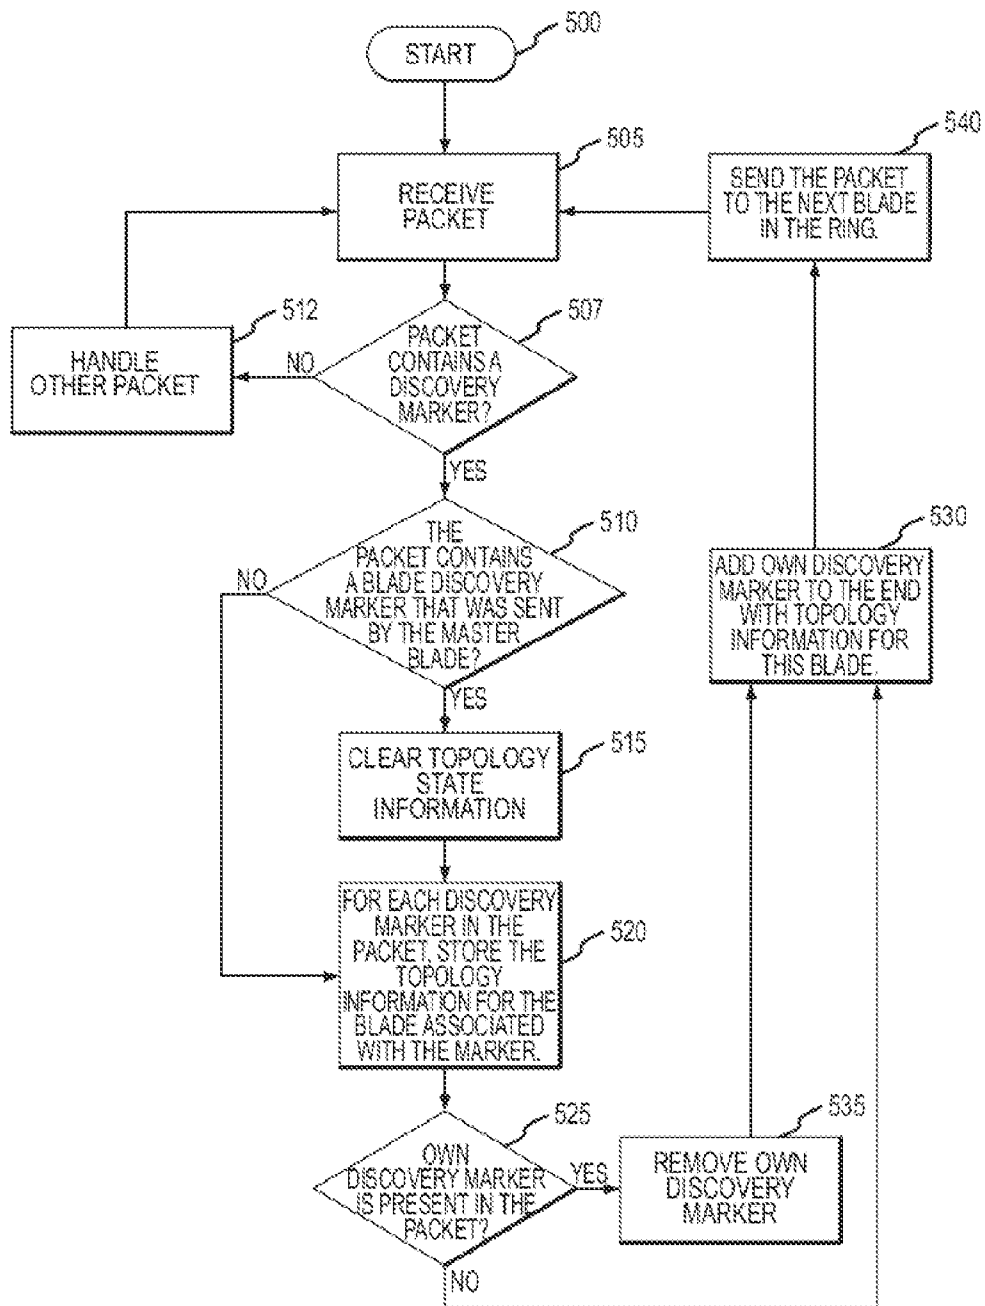 500
START
505
RECEIVE
PACKET
540
SEND THE PACKET
TO THE NEXT BLADE
IN THE RING.
512
HANDLE
OTHER PACKET
507
PACKET
CONTAINS A
DISCOVERY
MARKER?
NO
YES
510
THE
PACKET CONTAINS
A BLADE DISCOVERY
MARKER THAT WAS SENT
BY THE MASTER
BLADE?
NO
YES
530
ADD OWN DISCOVERY
MARKER TO THE END
WITH TOPOLOGY
INFORMATION FOR
THIS BLADE.
515
CLEAR TOPOLOGY
STATE
INFORMATION
520
FOR EACH DISCOVERY
MARKER IN THE
PACKET, STORE THE
TOPOLOGY
INFORMATION FOR THE
BLADE ASSOCIATED
WITH THE MARKER.
525
OWN
DISCOVERY MARKER
IS PRESENT IN THE
PACKET?
YES
NO
535
REMOVE OWN
DISCOVERY
MARKER